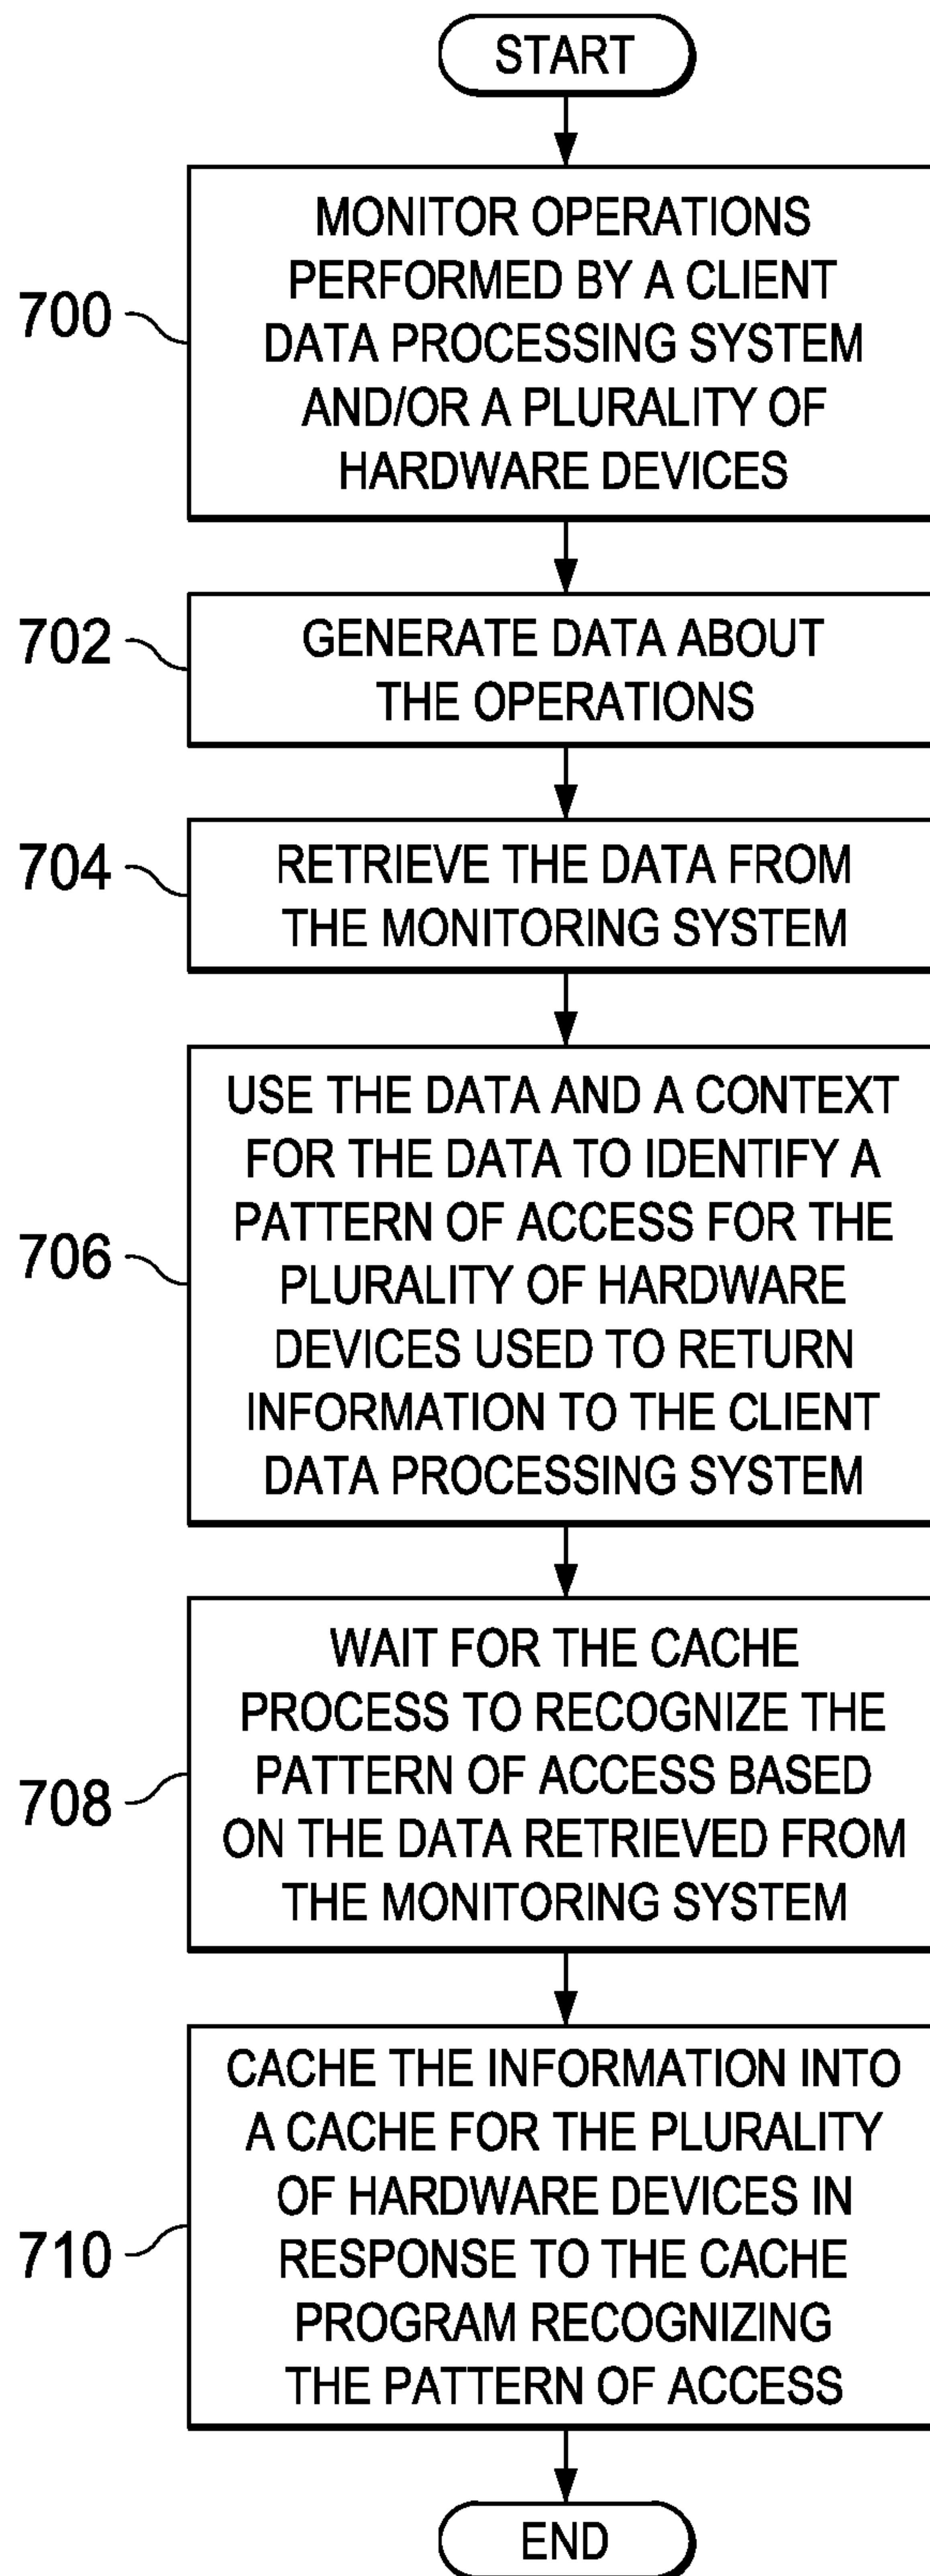 START
700
MONITOR OPERATIONS
PERFORMED BY A CLIENT
DATA PROCESSING SYSTEM
AND/OR A PLURALITY OF
HARDWARE DEVICES
702
GENERATE DATA ABOUT
THE OPERATIONS
704
RETRIEVE THE DATA FROM
THE MONITORING SYSTEM
706
USE THE DATA AND A CONTEXT
FOR THE DATA TO IDENTIFY A
PATTERN OF ACCESS FOR THE
PLURALITY OF HARDWARE
DEVICES USED TO RETURN
INFORMATION TO THE CLIENT
DATA PROCESSING SYSTEM
708
WAIT FOR THE CACHE
PROCESS TO RECOGNIZE THE
PATTERN OF ACCESS BASED
ON THE DATA RETRIEVED FROM
THE MONITORING SYSTEM
710
CACHE THE INFORMATION INTO
A CACHE FOR THE PLURALITY
OF HARDWARE DEVICES IN
RESPONSE TO THE CACHE
PROGRAM RECOGNIZING
THE PATTERN OF ACCESS
END